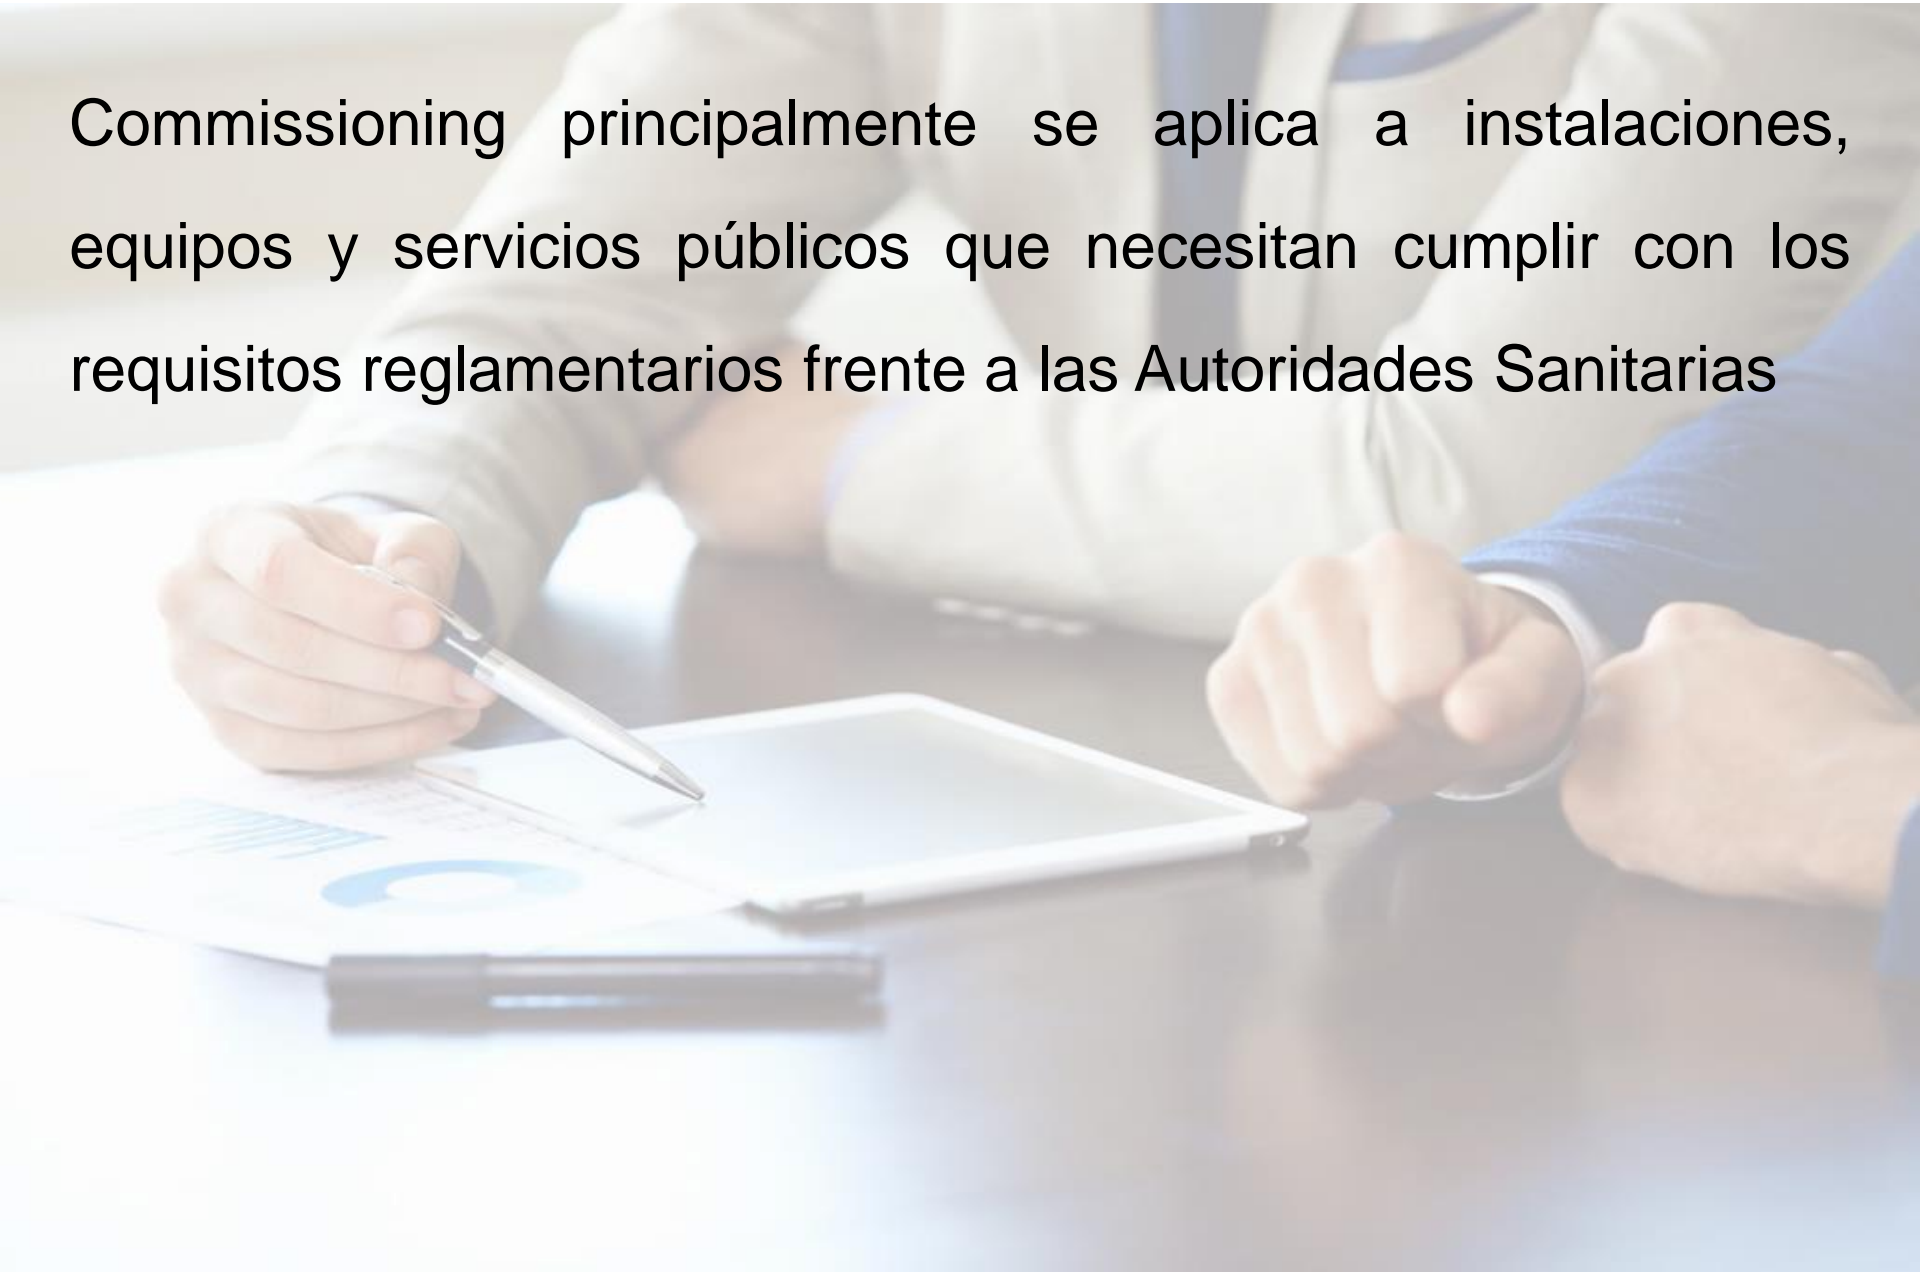 Commissioning principalmente se aplica a instalaciones,
equipos y servicios públicos que necesitan cumplir con los
requisitos reglamentarios frente a las Autoridades Sanitarias